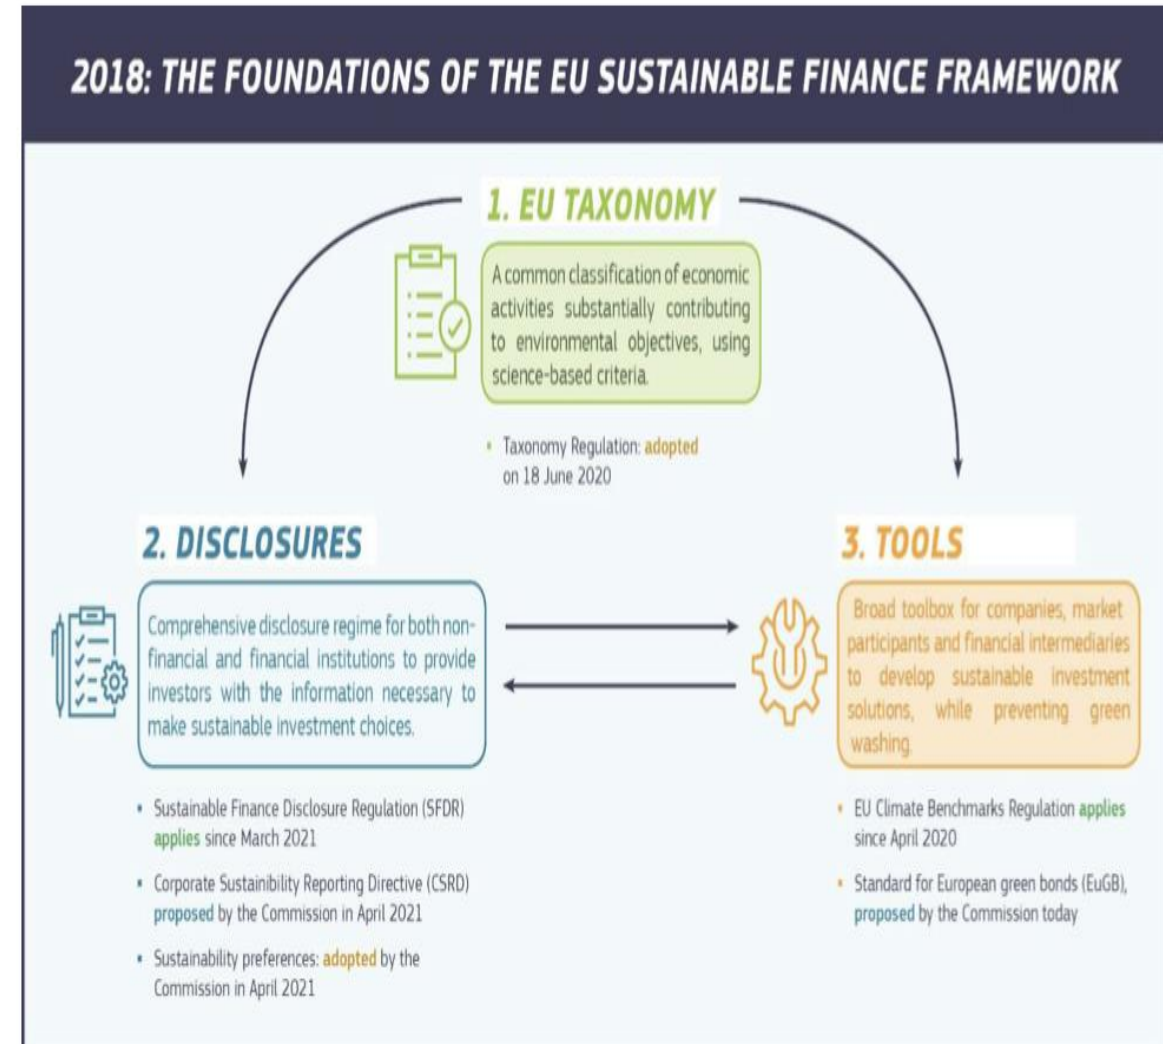 2018: THE FOUNDATIONS OF THE EU SUSTAINABLE FINANCE FRAMEWORK
1. EU TAXONOMY
A common classification of economic
activities substantially contributing
to environmental objectives, using
science-based criteria.
• Taxonomy Regulation: adopted
on 18 June 2020
2. DISCLOSURES
Comprehensive disclosure regime for both non-
financial and financial institutions to provide
investors with the information necessary to
make sustainable investment choices.
• Sustainable Finance Disclosure Regulation (SFDR)
applies since March 2021
• Corporate Sustainibility Reporting Directive (CSRD)
proposed by the Commission in April 2021
• Sustainability preferences: adopted by the
Commission in April 2021
3. TOOLS
Broad toolbox for companies, market
participants and financial intermediaries
to develop sustainable investment
solutions, while preventing green
washing.
• EU Climate Benchmarks Regulation applies
since April 2020
• Standard for European green bonds (EuGB),
proposed by the Commission today